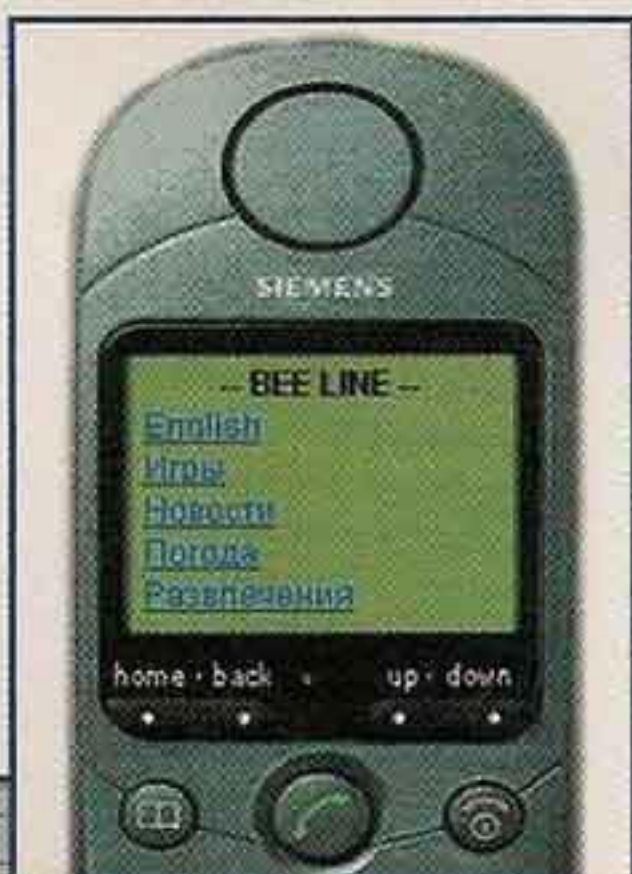 SIEMENS
-- BEE LINE --
English
Игры
Новости
Погода
Развлечения
home · back · up · down